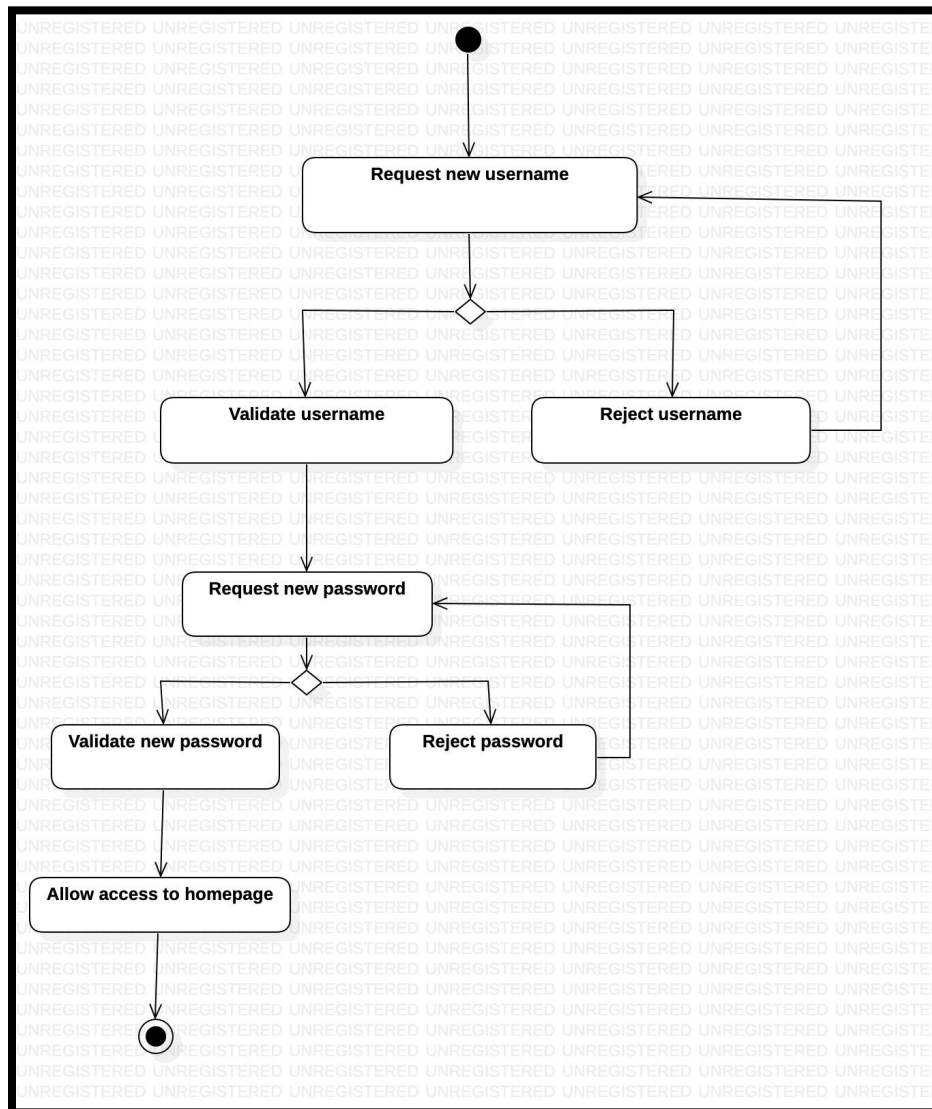 Request new username
Validate username
Reject username
Request new password
Validate new password
Reject password
Allow access to homepage
UNREGISTERED